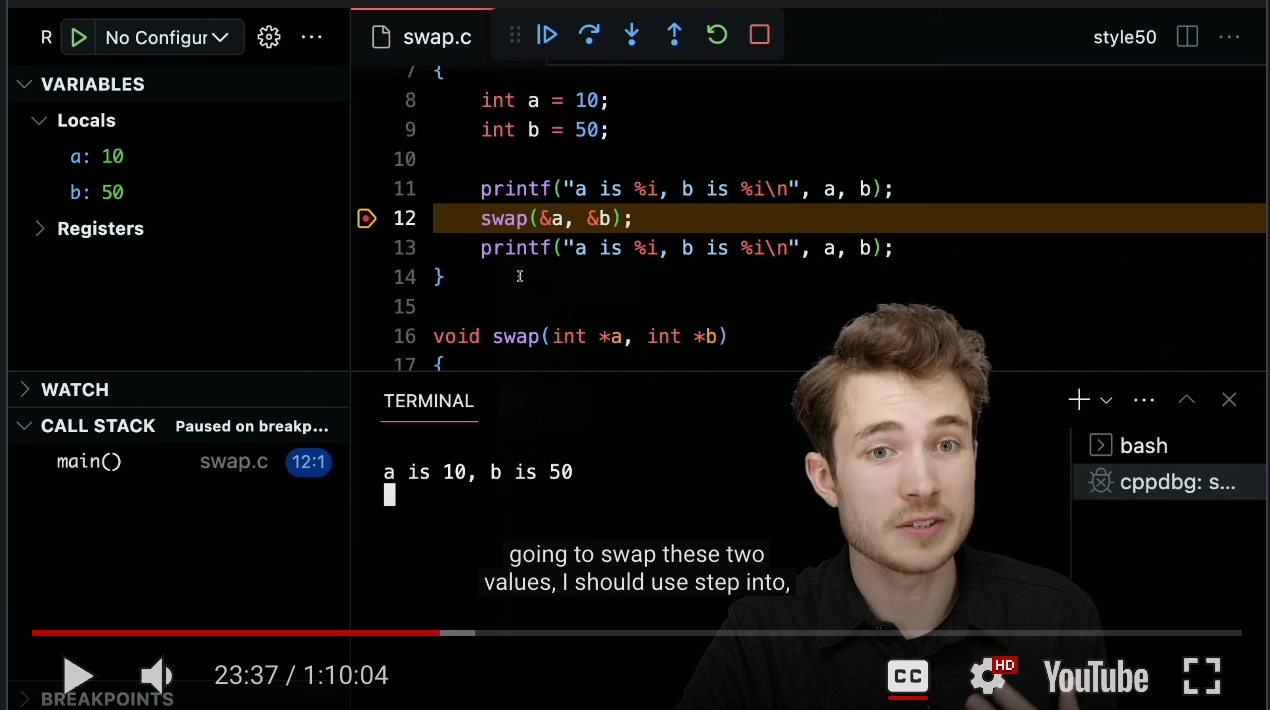 R No Configur
VARIABLES
Locals
a: 10
b: 50
Registers
WATCH
CALL STACK Paused on breakp...
main() swap.c 12:1
BREAKPOINTS
swap.c
style50
7 {
8 int a = 10;
9 int b = 50;
10
11 printf("a is %i, b is %i\n", a, b);
12 swap(&a, &b);
13 printf("a is %i, b is %i\n", a, b);
14 }
15
16 void swap(int *a, int *b)
17 {
TERMINAL
a is 10, b is 50
bash
cppdbg: s...
going to swap these two
values, I should use step into,
23:37 / 1:10:04
CC
HD
YouTube